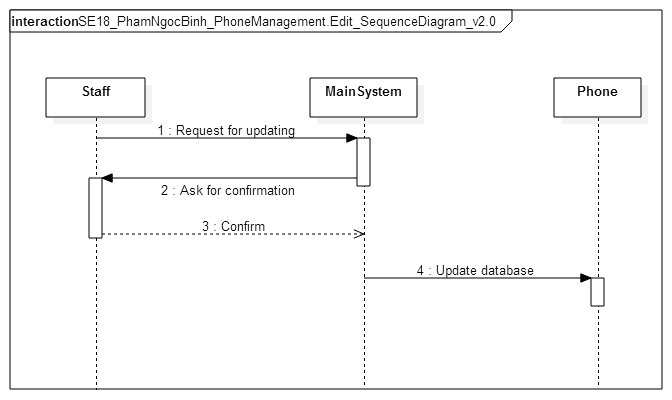 interactionSE18_PhamNgocBinh_PhoneManagement.Edit_SequenceDiagram_v2.0
Staff
MainSystem
Phone
1 : Request for updating
2 : Ask for confirmation
3 : Confirm
4 : Update database